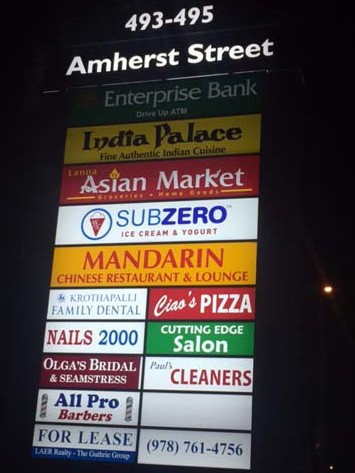 493-495
Amherst Street
Enterprise Bank
Drive Up ATM
India Palace
Fine Authentic Indian Cuisine
Lanna
Asian Market
Groceries • Home Goods
SUBZERO™
ICE CREAM & YOGURT
MANDARIN
CHINESE RESTAURANT & LOUNGE
KROTHAPALLI
FAMILY DENTAL
Ciao's PIZZA
NAILS 2000
CUTTING EDGE
Salon
OLGA'S BRIDAL
& SEAMSTRESS
Paul's
CLEANERS
All Pro
Barbers
FOR LEASE
LAER Realty - The Guthrie Group
(978) 761-4756